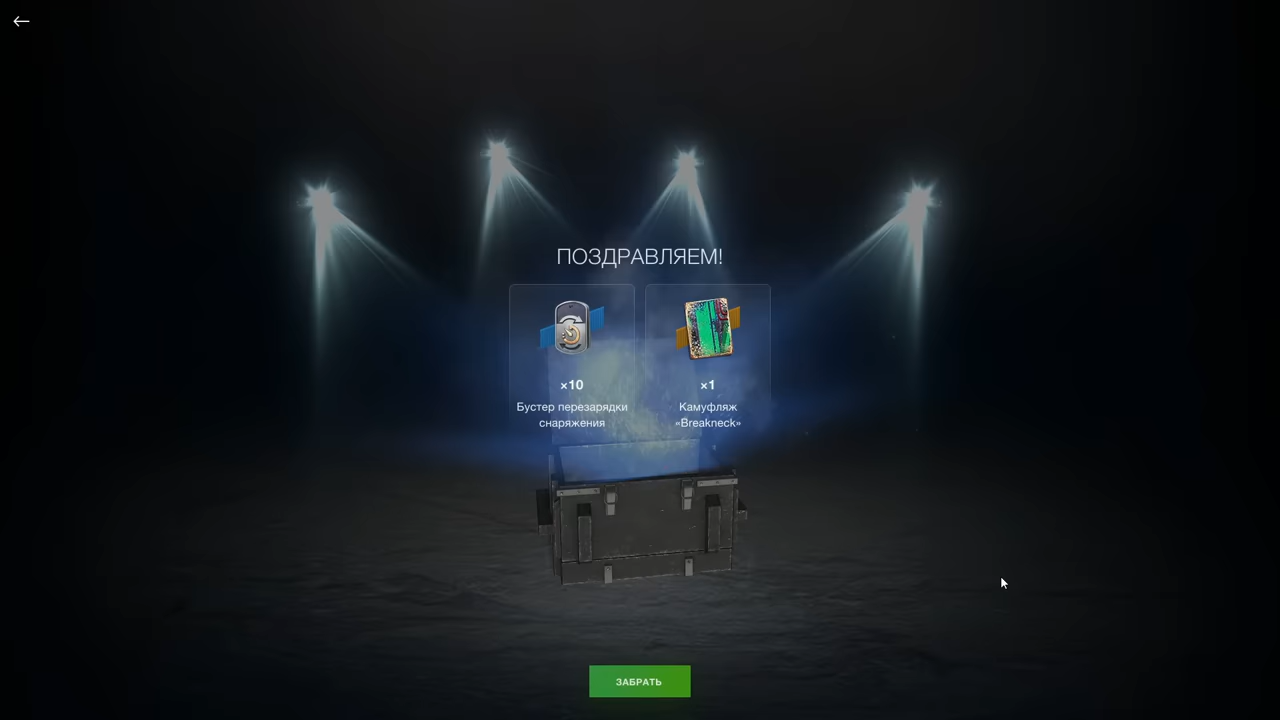 ПОЗДРАВЛЯЕМ!
×10
Бустер перезарядки
снаряжения
×1
Камуфляж
«Breakneck»
ЗАБРАТЬ